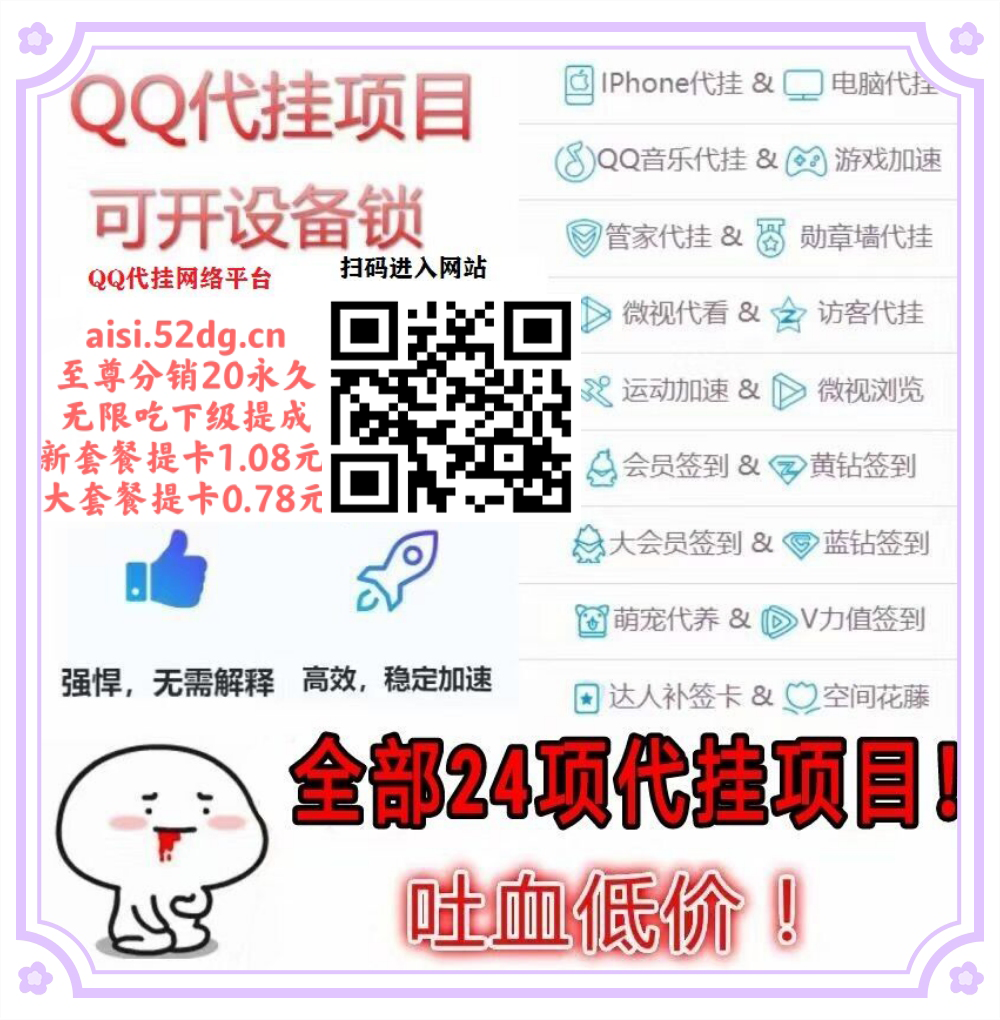 QQ代挂项目
可开设备锁
QQ代挂网络平台
扫码进入网站
aisi.52dg.cn
至尊分销20永久
无限吃下级提成
新套餐提卡1.08元
大套餐提卡0.78元
强悍，无需解释
高效，稳定加速
IPhone代挂 & 电脑代挂
QQ音乐代挂 & 游戏加速
管家代挂 & 勋章墙代挂
微视代看 & 访客代挂
运动加速 & 微视浏览
会员签到 & 黄钻签到
大会员签到 & 蓝钻签到
萌宠代养 & V力值签到
达人补签卡 & 空间花藤
全部24项代挂项目!
吐血低价！